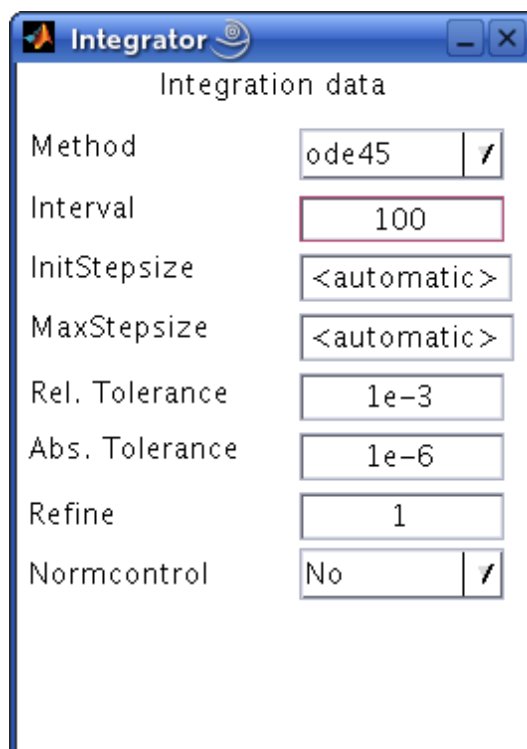 Integrator
Integration data
Method ode45
Interval 100
InitStepsize <automatic>
MaxStepsize <automatic>
Rel. Tolerance 1e-3
Abs. Tolerance 1e-6
Refine 1
Normcontrol No